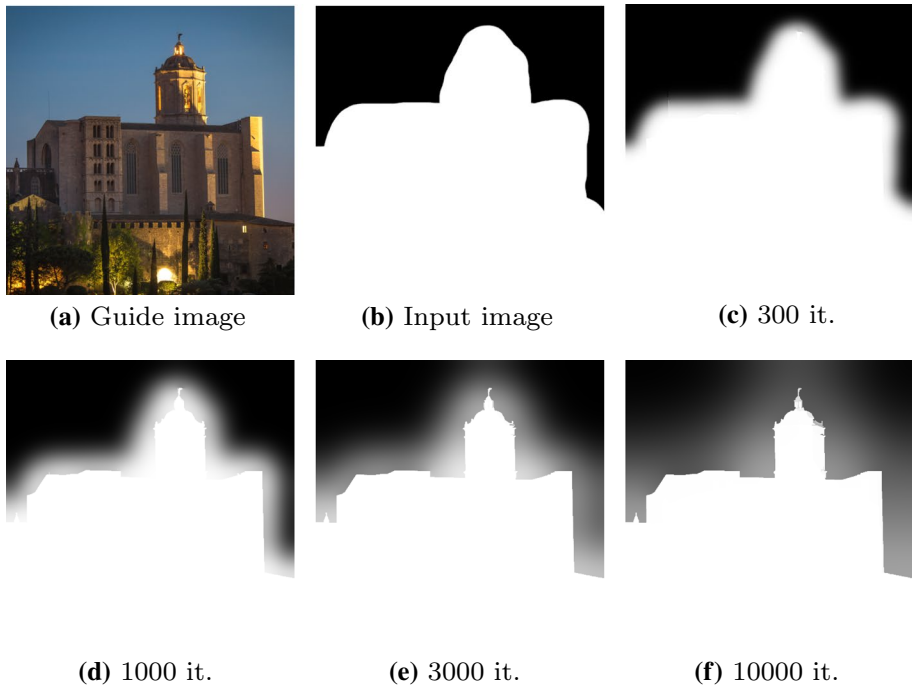 (a) Guide image
(b) Input image
(c) 300 it.
(d) 1000 it.
(e) 3000 it.
(f) 10000 it.